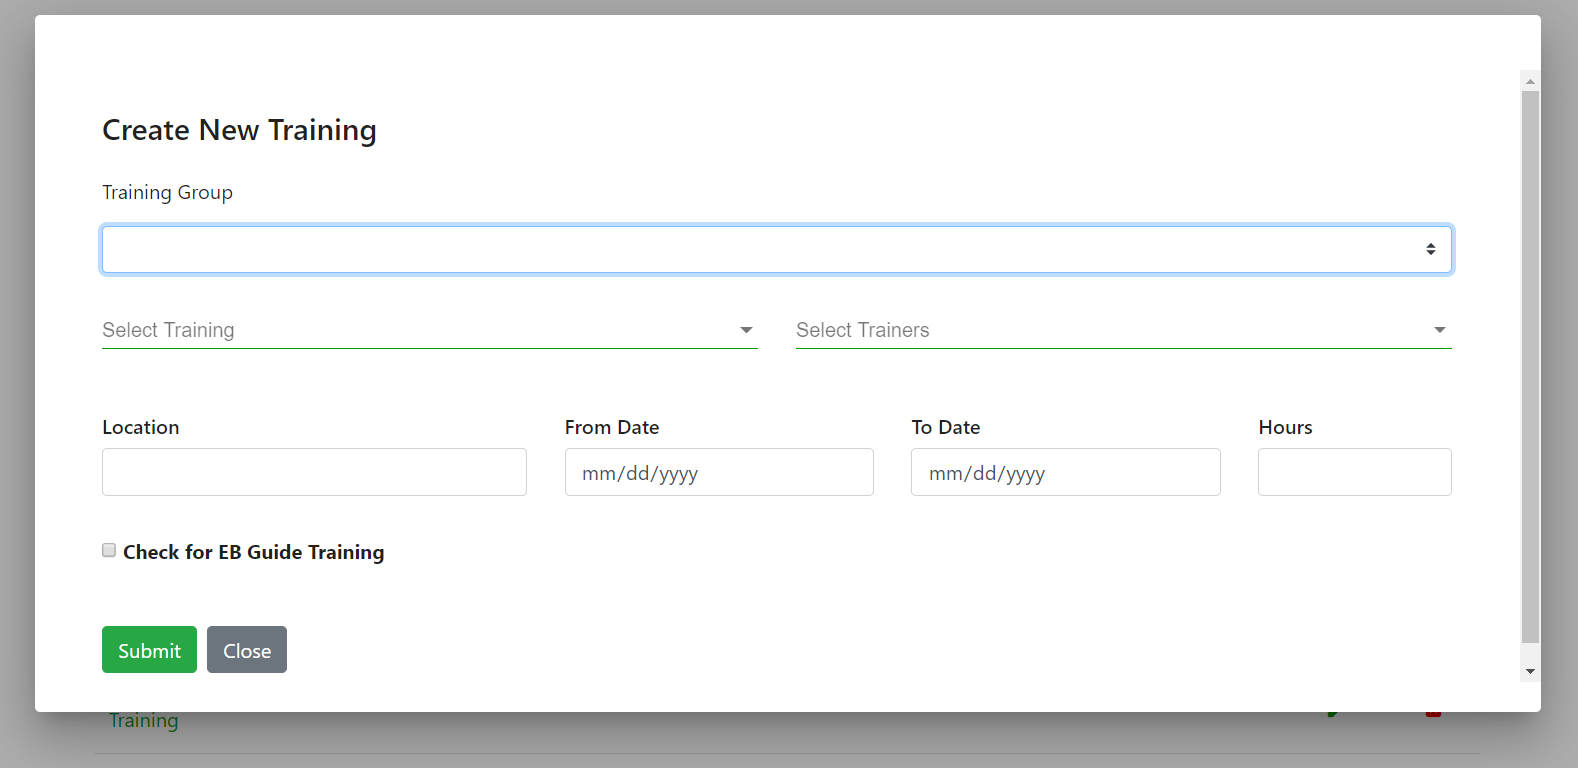 Create New Training
Training Group
Select Training Select Trainers
Location From Date To Date Hours
mm/dd/yyyy mm/dd/yyyy
Check for EB Guide Training
Submit Close
Training